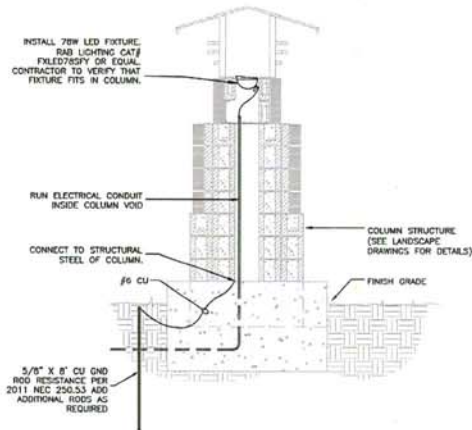 INSTALL 78W LED FIXTURE.
RAB LIGHTING CAT#
FXLED78SFY OR EQUAL.
CONTRACTOR TO VERIFY THAT
FIXTURE FITS IN COLUMN.
RUN ELECTRICAL CONDUIT
INSIDE COLUMN VOID
COLUMN STRUCTURE
(SEE LANDSCAPE
DRAWINGS FOR DETAILS)
CONNECT TO STRUCTURAL
STEEL OF COLUMN.
#6 CU
FINISH GRADE
5/8" X 8' CU GND
ROD RESISTANCE PER
2011 NEC 250.53 ADD
ADDITIONAL RODS AS
REQUIRED